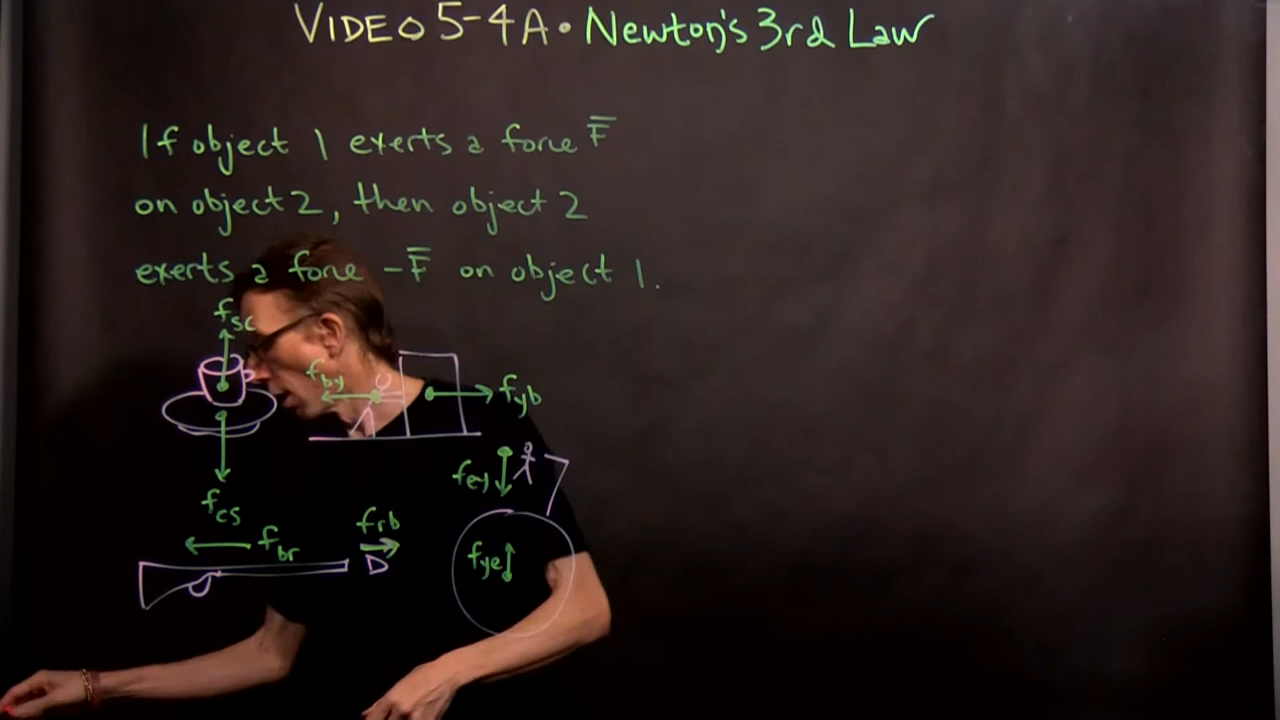 VIDEO 5-4A • Newton's 3rd Law
If object 1 exerts a force F̅
on object 2, then object 2
exerts a force -F̅ on object 1.
fsc
fby
fyb
fey
fcs
frb
fbr
fye